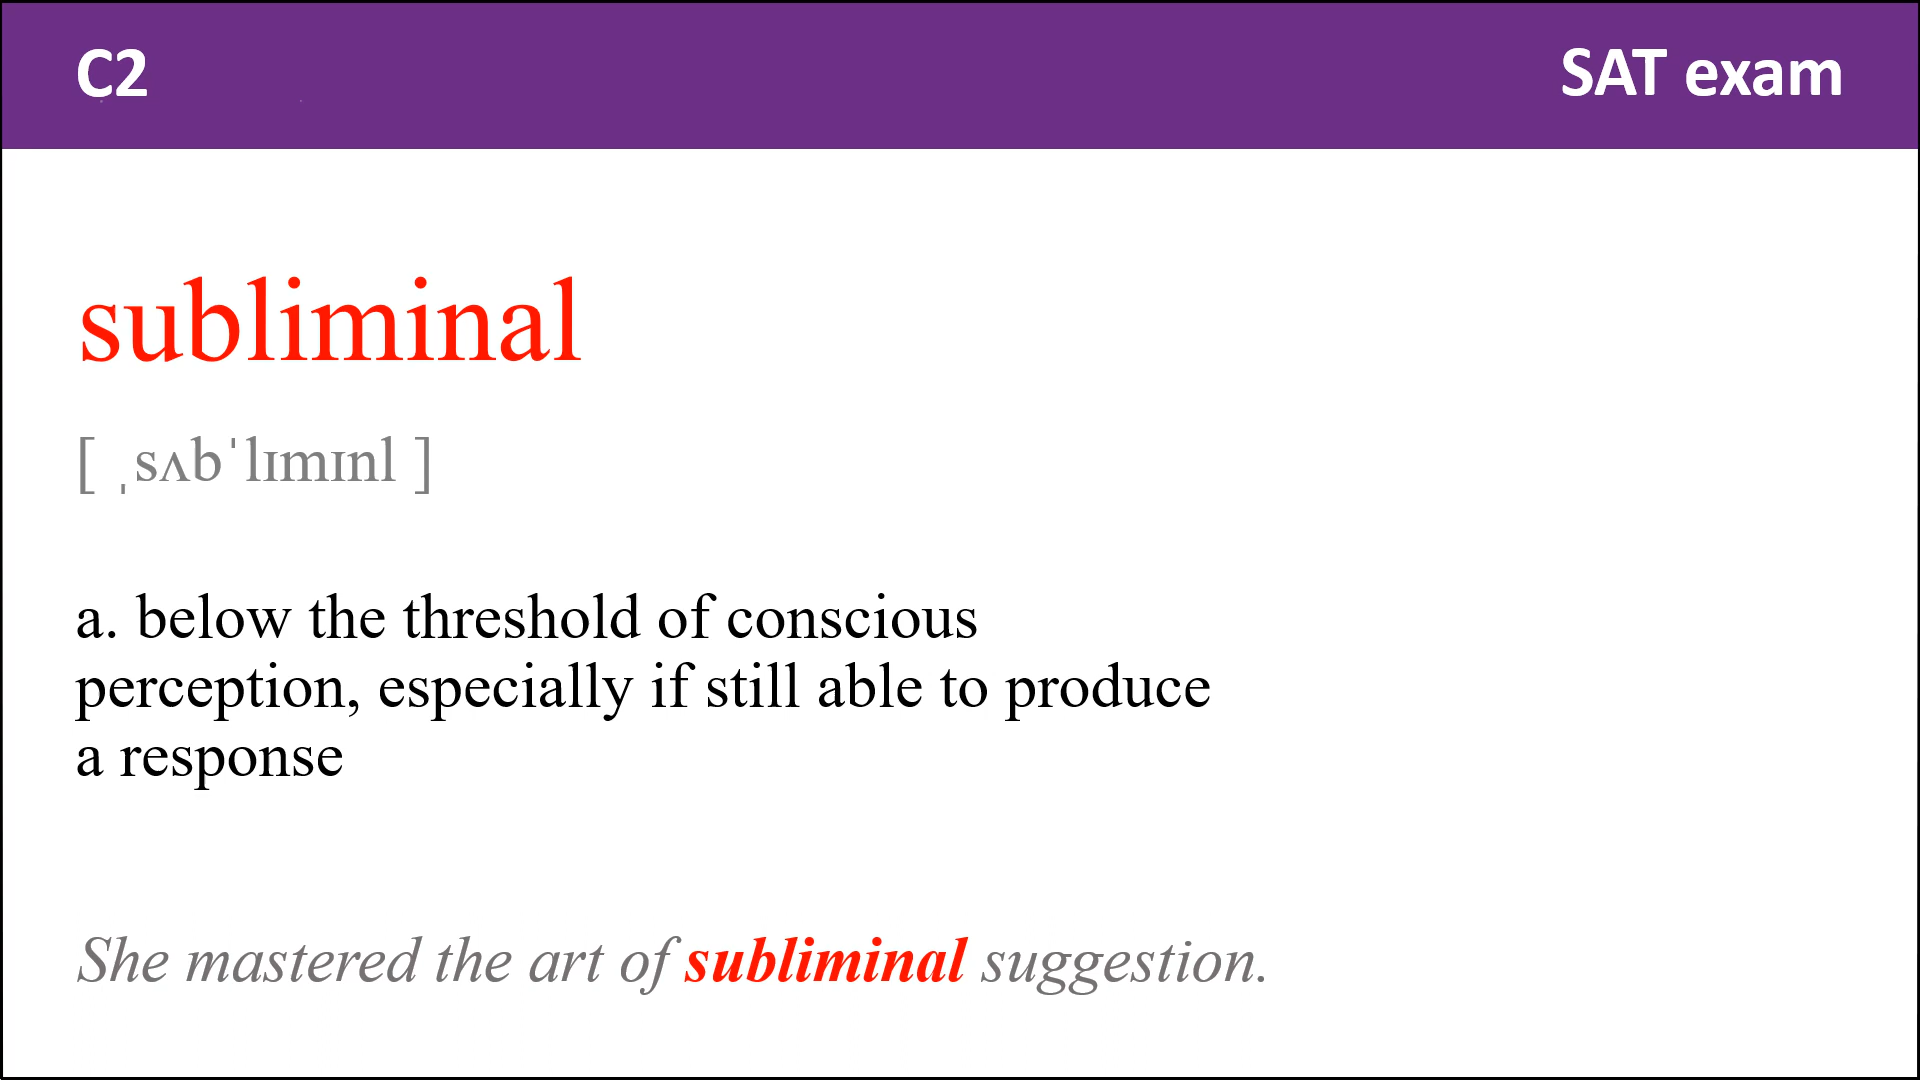 C2
SAT exam
subliminal
[ ˌsʌbˈlɪmɪnl ]
a. below the threshold of conscious
perception, especially if still able to produce
a response
She mastered the art of subliminal suggestion.